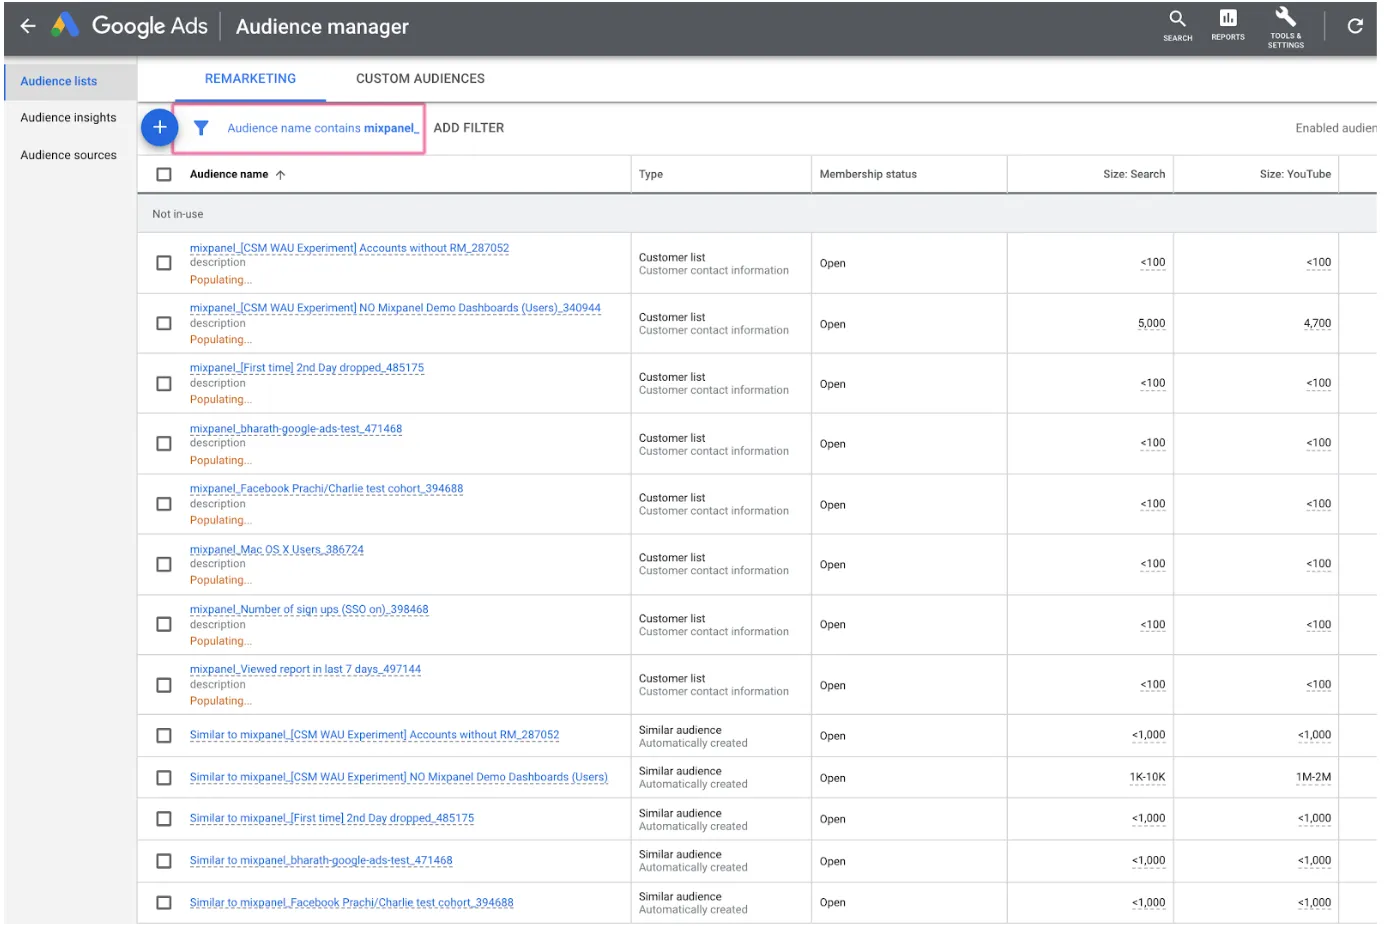 Google Ads
Audience manager
SEARCH
REPORTS
TOOLS &
SETTINGS
Audience lists
Audience insights
Audience sources
REMARKETING
CUSTOM AUDIENCES
Audience name contains mixpanel_
ADD FILTER
Enabled audien
Audience name
Type
Membership status
Size: Search
Size: YouTube
Not in-use
mixpanel_[CSM WAU Experiment] Accounts without RM_287052
description
Populating...
Customer list
Customer contact information
Open
<100
<100
mixpanel_[CSM WAU Experiment] NO Mixpanel Demo Dashboards (Users)_340944
description
Populating...
Customer list
Customer contact information
Open
5,000
4,700
mixpanel_[First time] 2nd Day dropped_485175
description
Populating...
Customer list
Customer contact information
Open
<100
<100
mixpanel_bharath-google-ads-test_471468
description
Populating...
Customer list
Customer contact information
Open
<100
<100
mixpanel_Facebook Prachi/Charlie test cohort_394688
description
Populating...
Customer list
Customer contact information
Open
<100
<100
mixpanel_Mac OS X Users_386724
description
Populating...
Customer list
Customer contact information
Open
<100
<100
mixpanel_Number of sign ups (SSO on)_398468
description
Populating...
Customer list
Customer contact information
Open
<100
<100
mixpanel_Viewed report in last 7 days_497144
description
Populating...
Customer list
Customer contact information
Open
<100
<100
Similar to mixpanel_[CSM WAU Experiment] Accounts without RM_287052
Similar audience
Automatically created
Open
<1,000
<1,000
Similar to mixpanel_[CSM WAU Experiment] NO Mixpanel Demo Dashboards (Users)
Similar audience
Automatically created
Open
1K-10K
1M-2M
Similar to mixpanel_[First time] 2nd Day dropped_485175
Similar audience
Automatically created
Open
<1,000
<1,000
Similar to mixpanel_bharath-google-ads-test_471468
Similar audience
Automatically created
Open
<1,000
<1,000
Similar to mixpanel_Facebook Prachi/Charlie test cohort_394688
Similar audience
Automatically created
Open
<1,000
<1,000